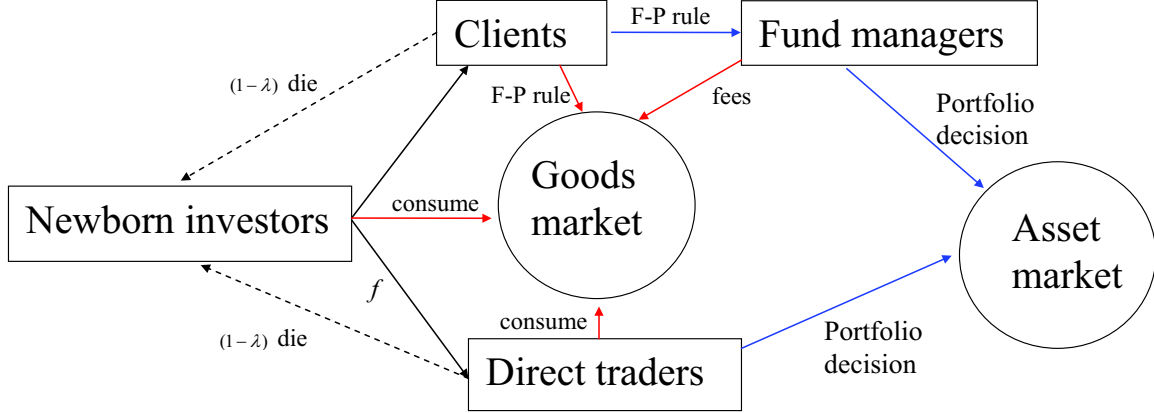 Clients
F-P rule
Fund managers
(1−λ) die
F-P rule
fees
Portfolio
decision
Goods
market
Newborn investors
consume
Asset
market
f
consume
(1−λ) die
Portfolio
decision
Direct traders